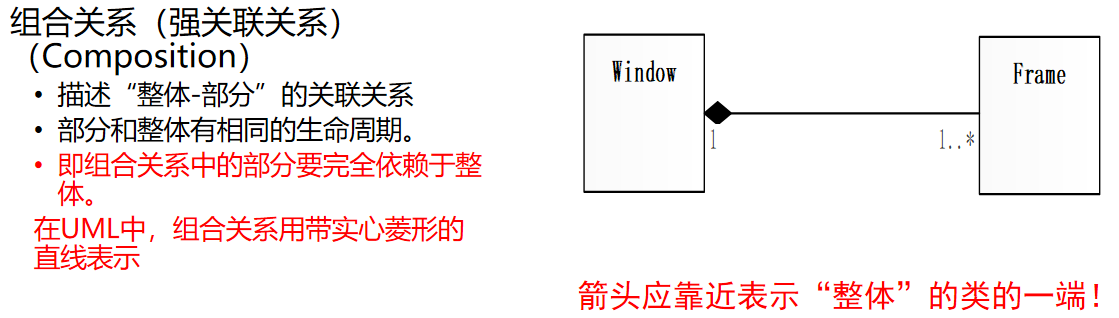 组合关系（强关联关系）
（Composition）
• 描述“整体-部分”的关联关系
• 部分和整体有相同的生命周期。
• 即组合关系中的部分要完全依赖于整
体。
在UML中，组合关系用带实心菱形的
直线表示
Window
Frame
1
1..*
箭头应靠近表示“整体”的类的一端！